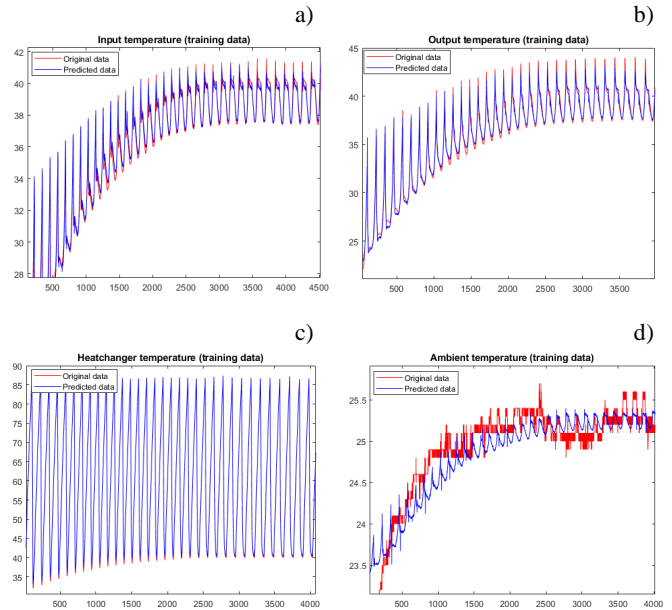 a)
Input temperature (training data)
Original data
Predicted data
42
40
38
36
34
32
30
28
500 1000 1500 2000 2500 3000 3500 4000 4500
b)
Output temperature (training data)
Original data
Predicted data
45
40
35
30
25
500 1000 1500 2000 2500 3000 3500
c)
Heatchanger temperature (training data)
Original data
Predicted data
90
85
80
75
70
65
60
55
50
45
40
35
500 1000 1500 2000 2500 3000 3500 4000
d)
Ambient temperature (training data)
Original data
Predicted data
25.5
25
24.5
24
23.5
500 1000 1500 2000 2500 3000 3500 4000